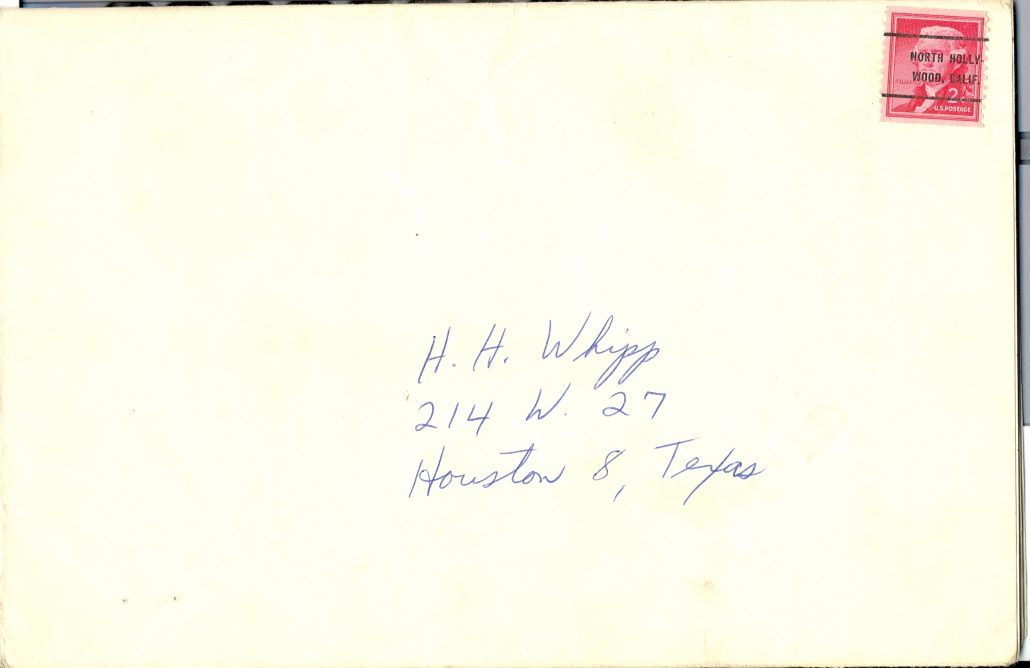 NORTH HOLLY-
WOOD, CALIF.
2¢
U.S. POSTAGE
H. H. Whipp
214 W. 27
Houston 8, Texas